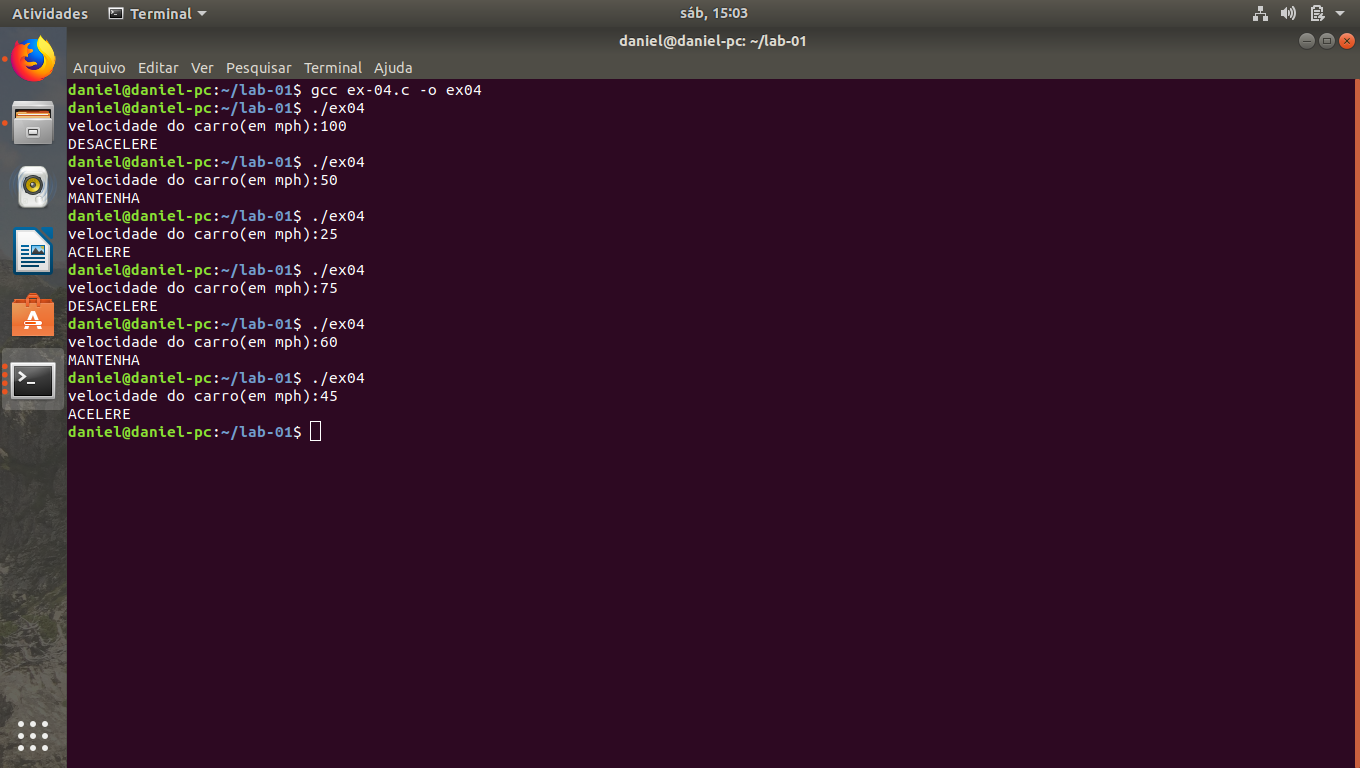 Atividades Terminal sáb, 15:03
daniel@daniel-pc: ~/lab-01
Arquivo Editar Ver Pesquisar Terminal Ajuda
daniel@daniel-pc:~/lab-01$ gcc ex-04.c -o ex04
daniel@daniel-pc:~/lab-01$ ./ex04
velocidade do carro(em mph):100
DESACELERE
daniel@daniel-pc:~/lab-01$ ./ex04
velocidade do carro(em mph):50
MANTENHA
daniel@daniel-pc:~/lab-01$ ./ex04
velocidade do carro(em mph):25
ACELERE
daniel@daniel-pc:~/lab-01$ ./ex04
velocidade do carro(em mph):75
DESACELERE
daniel@daniel-pc:~/lab-01$ ./ex04
velocidade do carro(em mph):60
MANTENHA
daniel@daniel-pc:~/lab-01$ ./ex04
velocidade do carro(em mph):45
ACELERE
daniel@daniel-pc:~/lab-01$